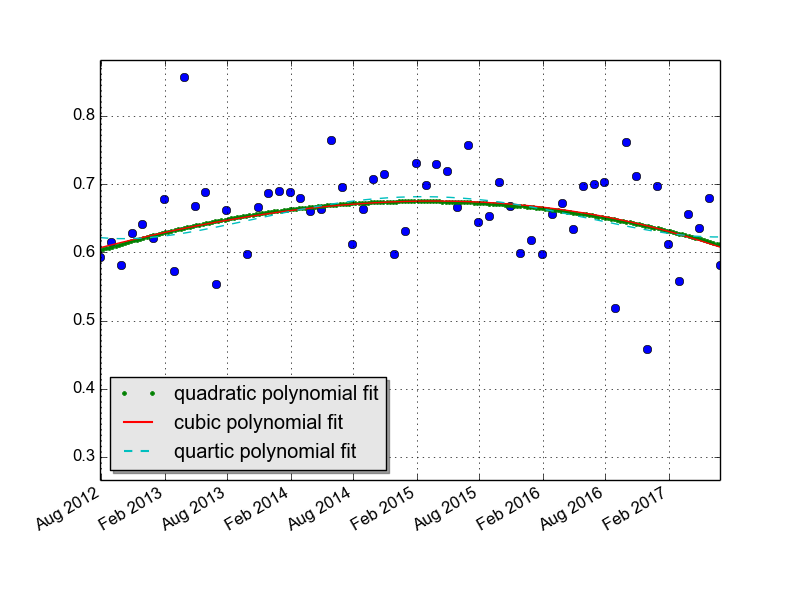 0.8
0.7
0.6
0.5
0.4
0.3
quadratic polynomial fit
cubic polynomial fit
quartic polynomial fit
Aug 2012
Feb 2013
Aug 2013
Feb 2014
Aug 2014
Feb 2015
Aug 2015
Feb 2016
Aug 2016
Feb 2017